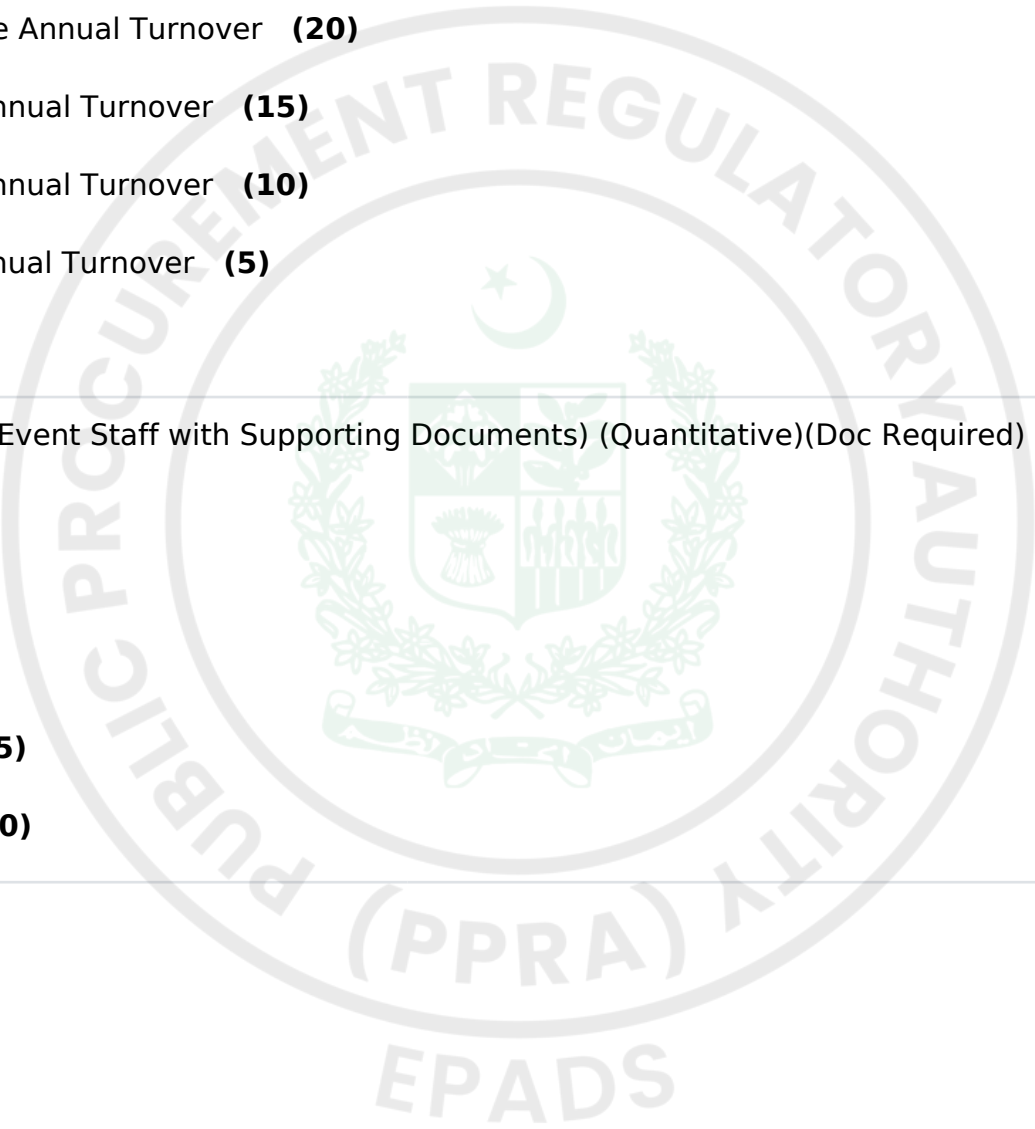 e Annual Turnover (20)
nnual Turnover (15)
nnual Turnover (10)
nual Turnover (5)
Event Staff with Supporting Documents) (Quantitative)(Doc Required)
5)
0)
PUBLIC PROCUREMENT REGULATORY AUTHORITY
(PPRA)
EPADS